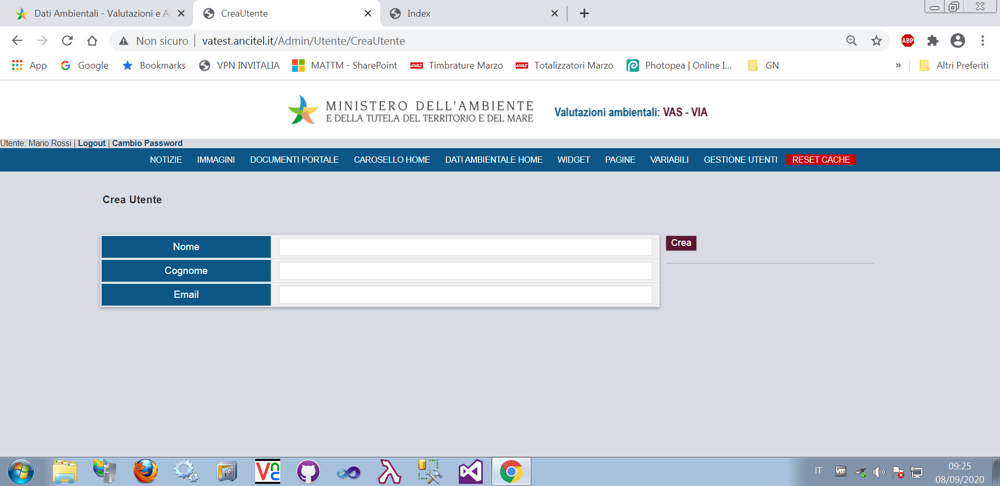 Dati Ambientali - Valutazioni e Au
CreaUtente
Index
Non sicuro | vatest.ancitel.it/Admin/Utente/CreaUtente
ABP
App
Google
Bookmarks
VPN INVITALIA
MATTM - SharePoint
Timbrature Marzo
Totalizzatori Marzo
Photopea | Online I...
GN
»
Altri Preferiti
MINISTERO DELL'AMBIENTE
E DELLA TUTELA DEL TERRITORIO E DEL MARE
Valutazioni ambientali: VAS - VIA
Utente: Mario Rossi | Logout | Cambio Password
NOTIZIE IMMAGINI DOCUMENTI PORTALE CAROSELLO HOME DATI AMBIENTALE HOME WIDGET PAGINE VARIABILI GESTIONE UTENTI RESET CACHE
Crea Utente
Nome
Crea
Cognome
Email
IT
09:25
08/09/2020